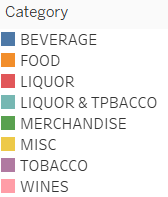 Category
BEVERAGE
FOOD
LIQUOR
LIQUOR & TPBACCO
MERCHANDISE
MISC
TOBACCO
WINES